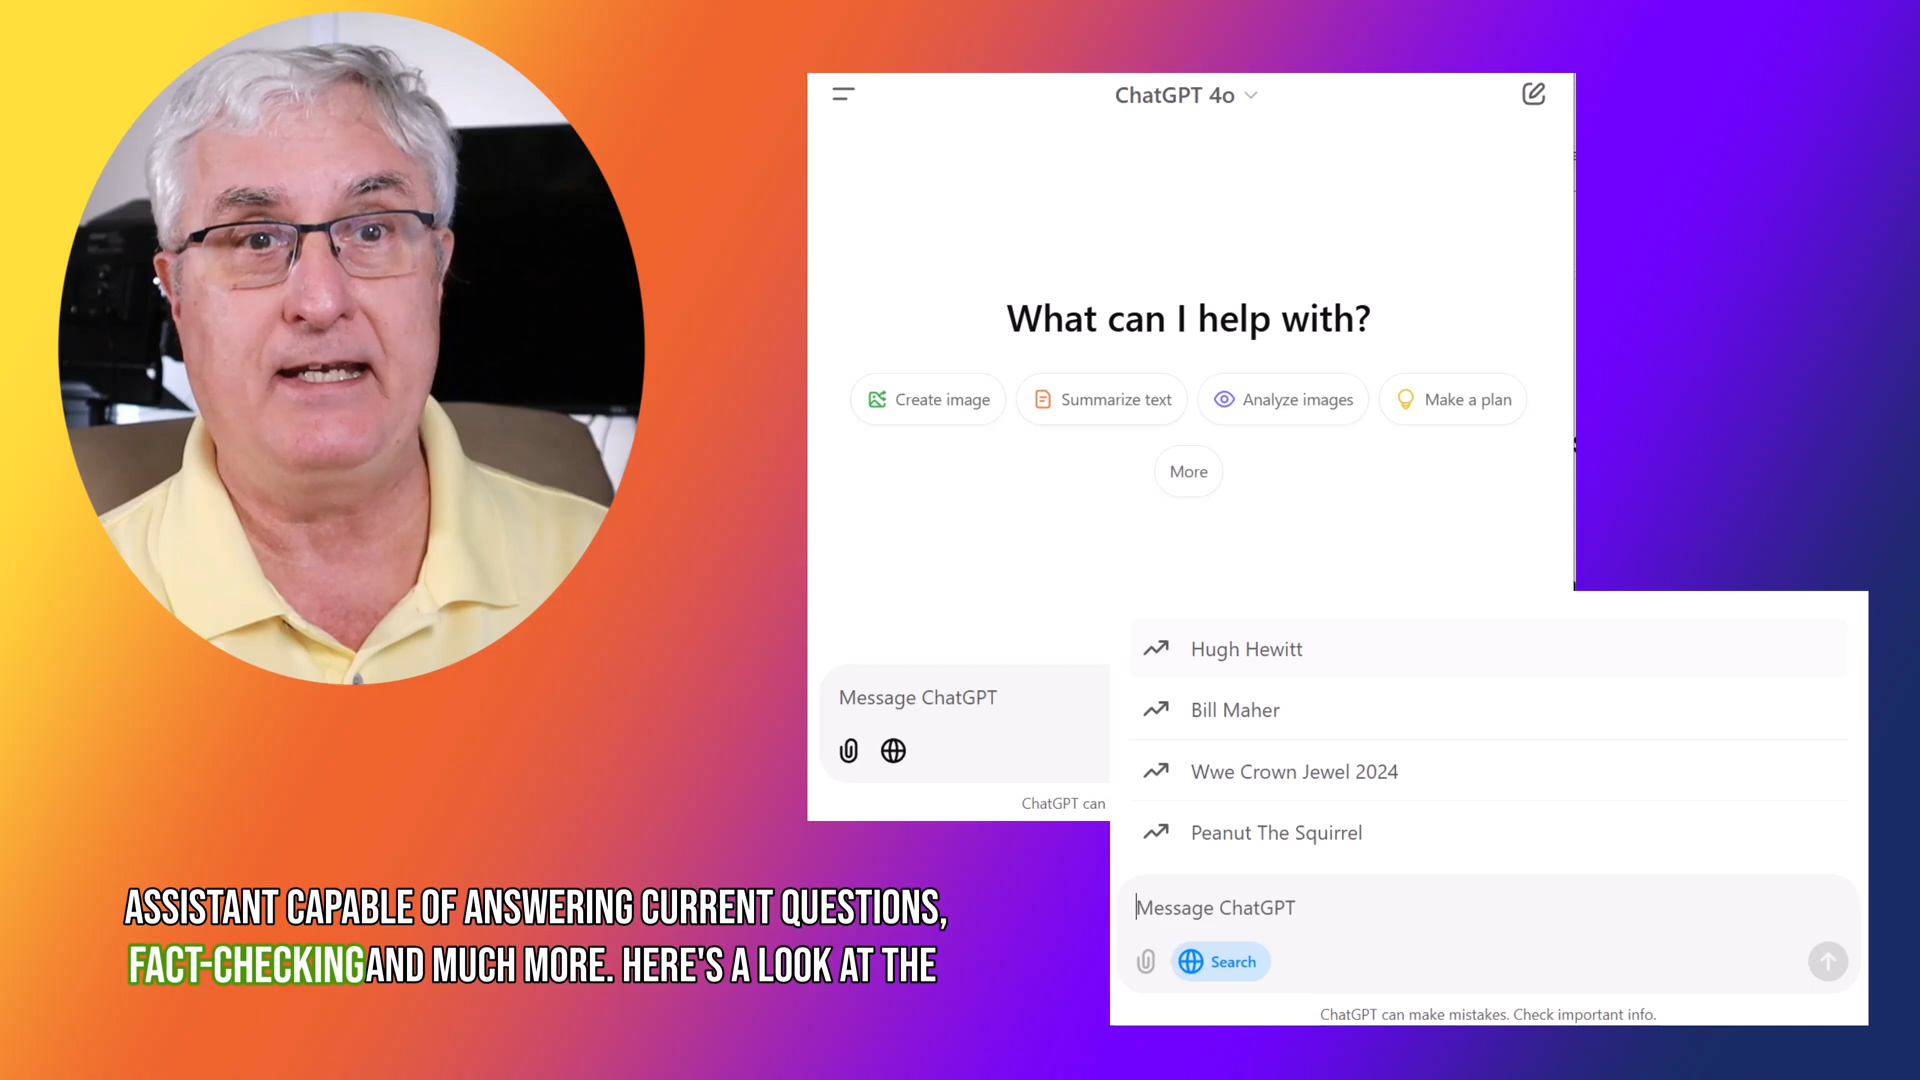 ChatGPT 4o
What can I help with?
Create image
Summarize text
Analyze images
Make a plan
More
Message ChatGPT
ChatGPT can
Hugh Hewitt
Bill Maher
Wwe Crown Jewel 2024
Peanut The Squirrel
Message ChatGPT
Search
ChatGPT can make mistakes. Check important info.
ASSISTANT CAPABLE OF ANSWERING CURRENT QUESTIONS,
FACT-CHECKING AND MUCH MORE. HERE'S A LOOK AT THE